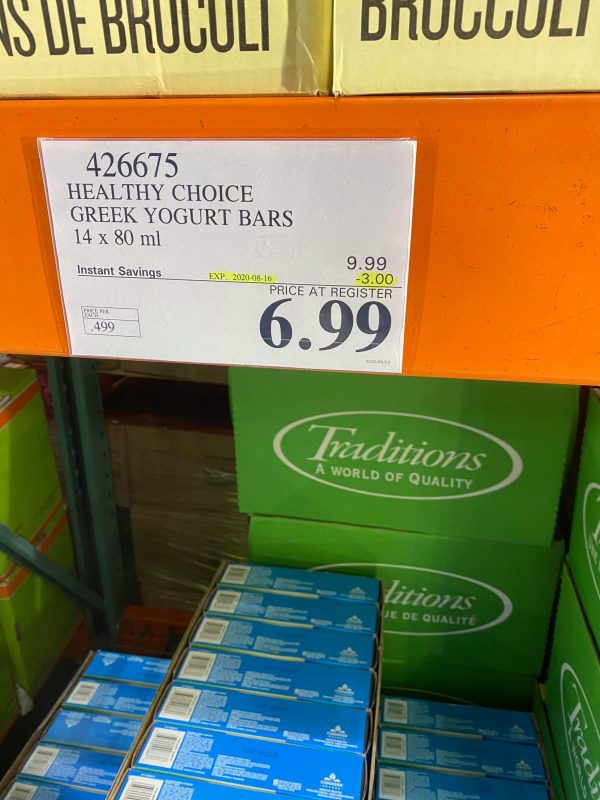 NS DE BROCOLI
BROCCOLI
426675
HEALTHY CHOICE
GREEK YOGURT BARS
14 x 80 ml
9.99
Instant Savings EXP. 2020-08-16 -3.00
PRICE AT REGISTER
6.99
PRICE PER
EACH
.499
Traditions
A WORLD OF QUALITY
ditions
UE DE QUALITÉ
Trad
CONAGRA